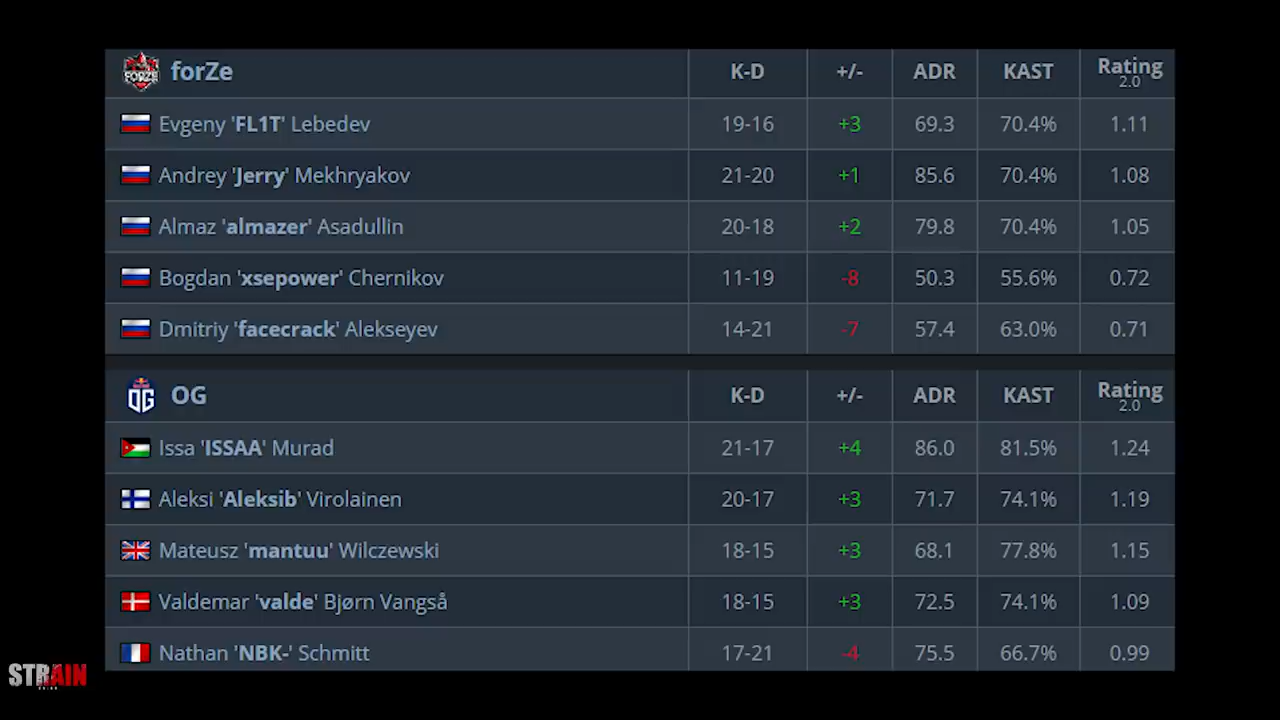 FORZE forZe K-D +/- ADR KAST Rating 2.0
Evgeny 'FL1T' Lebedev 19-16 +3 69.3 70.4% 1.11
Andrey 'Jerry' Mekhryakov 21-20 +1 85.6 70.4% 1.08
Almaz 'almazer' Asadullin 20-18 +2 79.8 70.4% 1.05
Bogdan 'xsepower' Chernikov 11-19 -8 50.3 55.6% 0.72
Dmitriy 'facecrack' Alekseyev 14-21 -7 57.4 63.0% 0.71
OG OG K-D +/- ADR KAST Rating 2.0
Issa 'ISSAA' Murad 21-17 +4 86.0 81.5% 1.24
Aleksi 'Aleksib' Virolainen 20-17 +3 71.7 74.1% 1.19
Mateusz 'mantuu' Wilczewski 18-15 +3 68.1 77.8% 1.15
Valdemar 'valde' Bjørn Vangså 18-15 +3 72.5 74.1% 1.09
Nathan 'NBK-' Schmitt 17-21 -4 75.5 66.7% 0.99
STRAIN